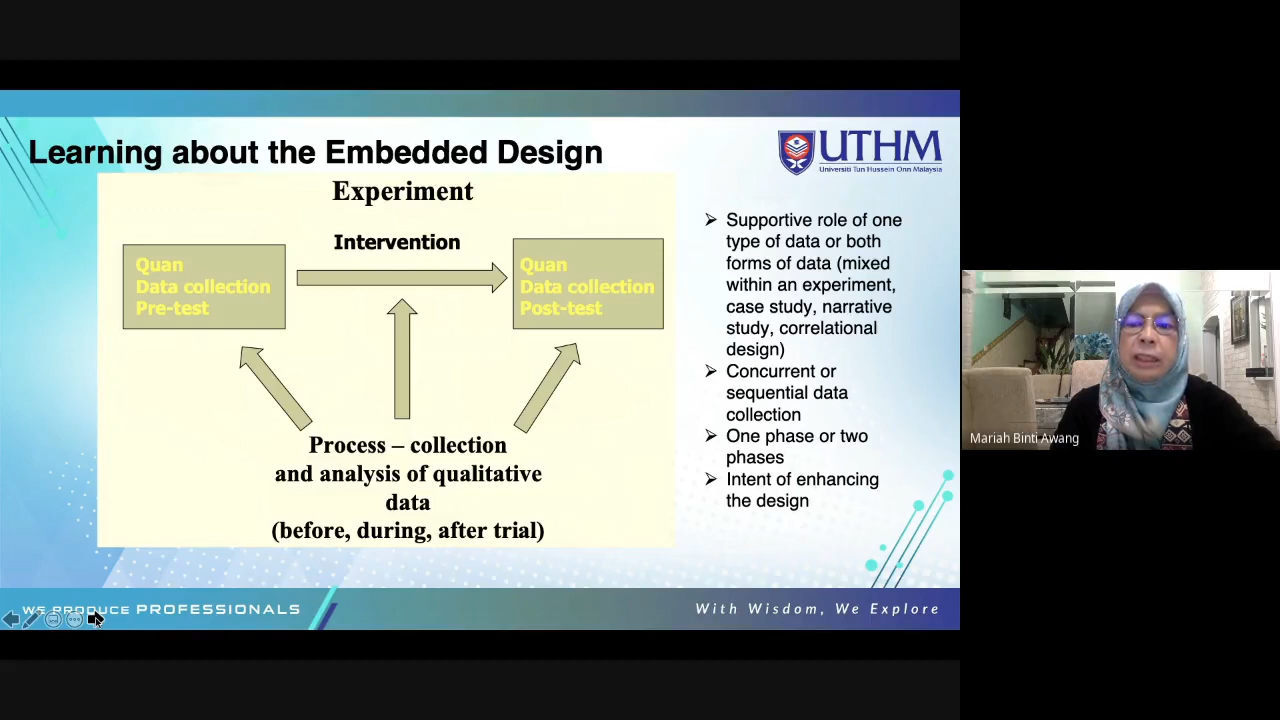 Learning about the Embedded Design
UTHM
Universiti Tun Hussein Onn Malaysia
Experiment
Intervention
Quan
Data collection
Pre-test
Quan
Data collection
Post-test
Process – collection
and analysis of qualitative
data
(before, during, after trial)
➢ Supportive role of one
type of data or both
forms of data (mixed
within an experiment,
case study, narrative
study, correlational
design)
➢ Concurrent or
sequential data
collection
➢ One phase or two
phases
➢ Intent of enhancing
the design
Mariah Binti Awang
WE PRODUCE PROFESSIONALS
With Wisdom, We Explore